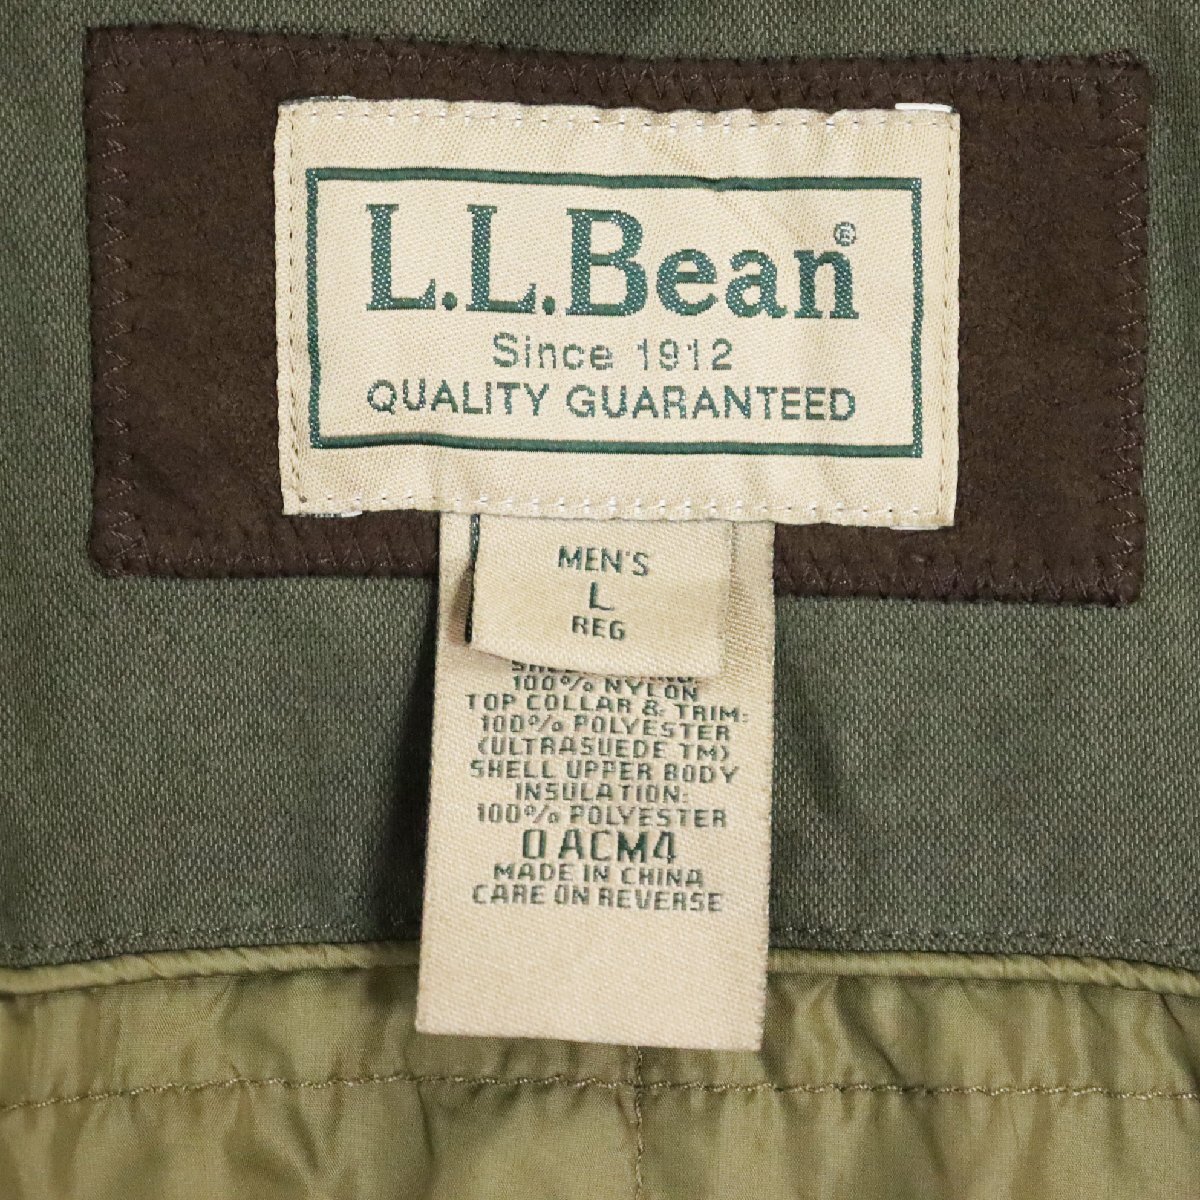 L.L.Bean®
Since 1912
QUALITY GUARANTEED
MEN'S
L
REG
100% NYLON
TOP COLLAR & TRIM:
100% POLYESTER
(ULTRASUEDE TM)
SHELL UPPER BODY
INSULATION:
100% POLYESTER
0 ACM4
MADE IN CHINA
CARE ON REVERSE